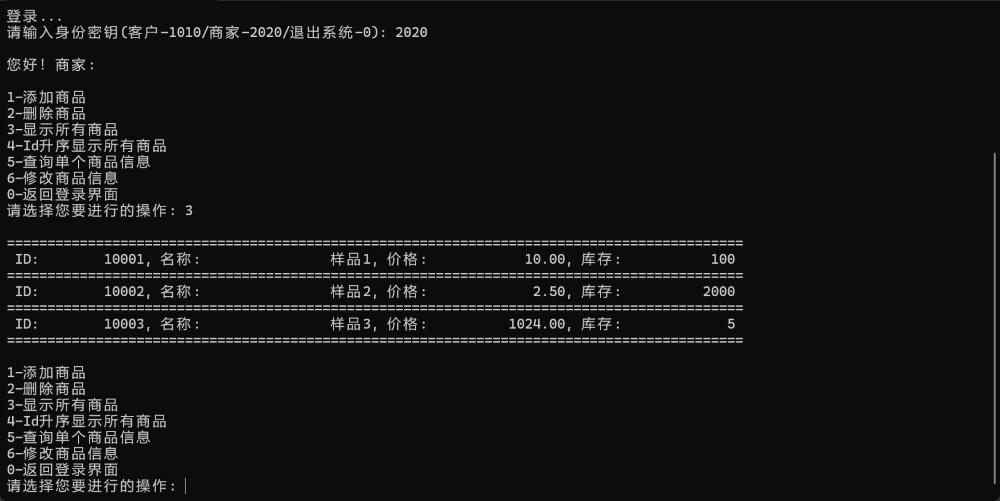 登录...
请输入身份密钥(客户-1010/商家-2020/退出系统-0): 2020
您好! 商家:
1-添加商品
2-删除商品
3-显示所有商品
4-Id升序显示所有商品
5-查询单个商品信息
6-修改商品信息
0-返回登录界面
请选择您要进行的操作: 3
===========================================================================================
ID:        10001, 名称:                样品1, 价格:            10.00, 库存:           100
===========================================================================================
ID:        10002, 名称:                样品2, 价格:             2.50, 库存:          2000
===========================================================================================
ID:        10003, 名称:                样品3, 价格:          1024.00, 库存:             5
===========================================================================================
1-添加商品
2-删除商品
3-显示所有商品
4-Id升序显示所有商品
5-查询单个商品信息
6-修改商品信息
0-返回登录界面
请选择您要进行的操作: